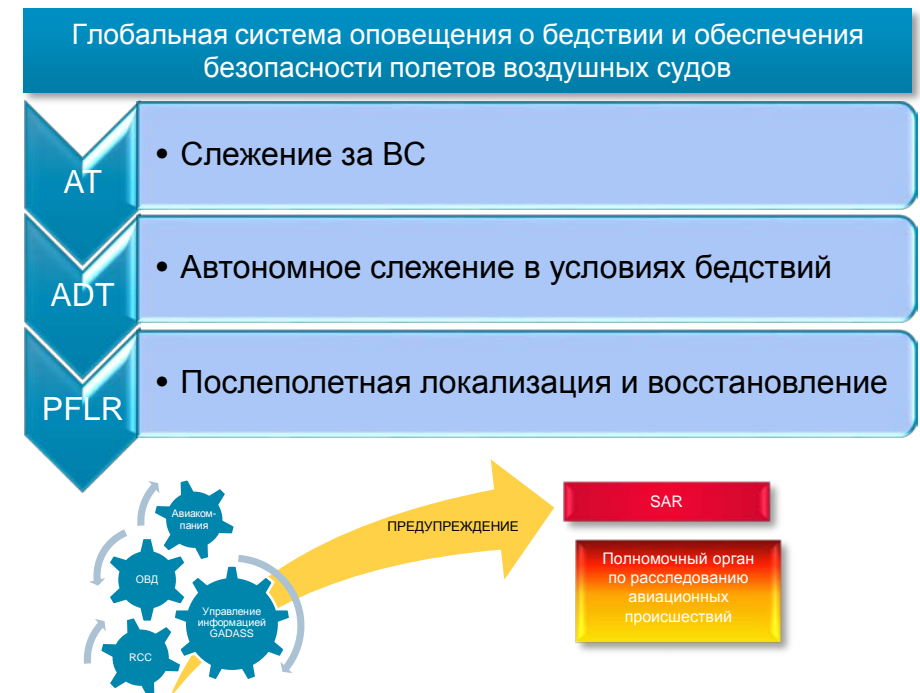 Глобальная система оповещения о бедствии и обеспечения
безопасности полетов воздушных судов
AT
• Слежение за ВС
ADT
• Автономное слежение в условиях бедствий
PFLR
• Послеполетная локализация и восстановление
Авиаком-
пания
ОВД
Управление
информацией
GADASS
RCC
ПРЕДУПРЕЖДЕНИЕ
SAR
Полномочный орган
по расследованию
авиационных
происшествий